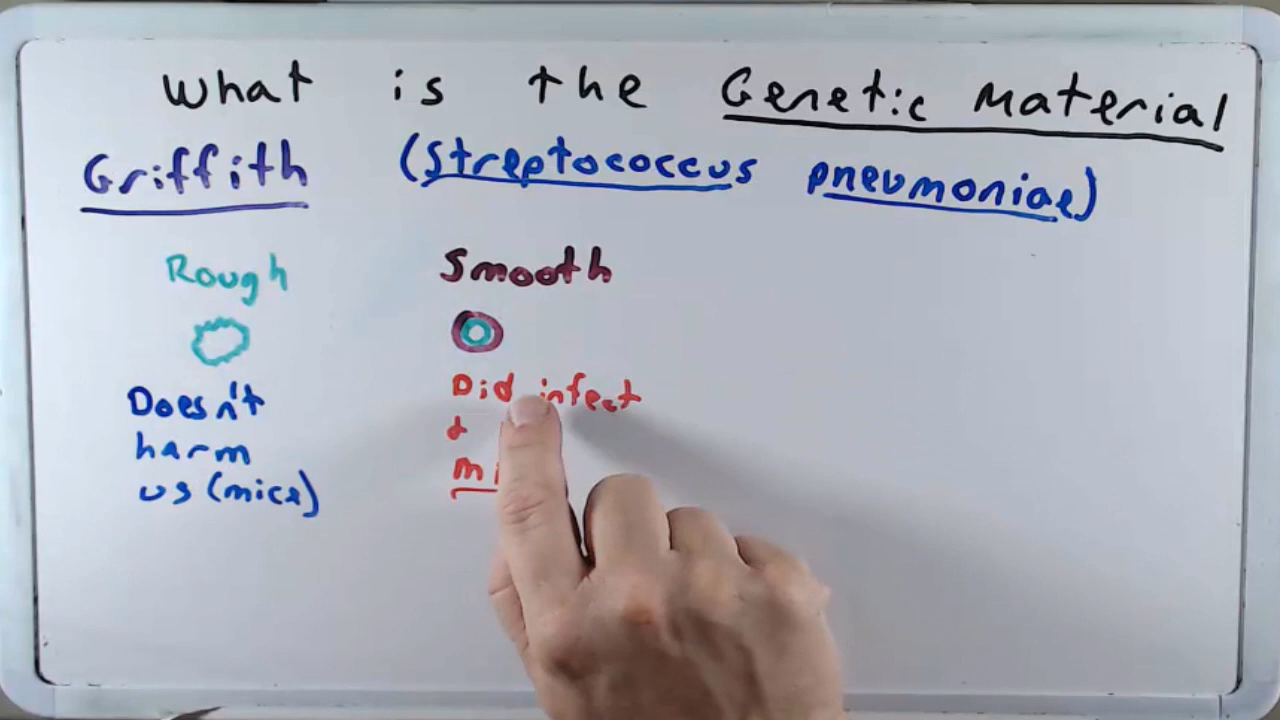 What is the Genetic Material
Griffith (Streptococcus pneumoniae)
Rough
Smooth
Doesn't
harm
us (mice)
Did infect